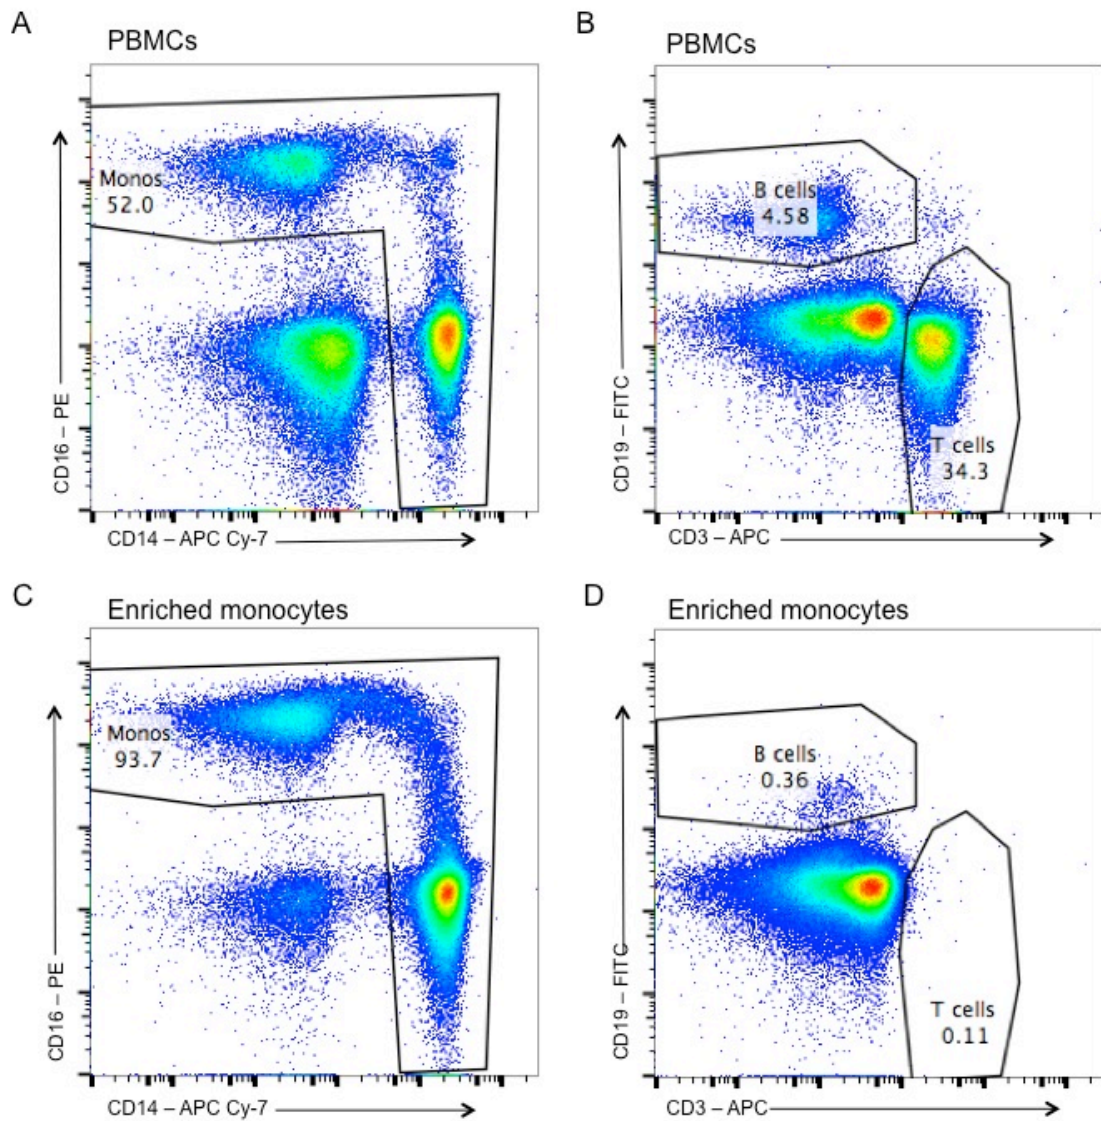 A
PBMCs
Monos
52.0
CD16 – PE
CD14 – APC Cy-7
B
PBMCs
B cells
4.58
T cells
34.3
CD19 – FITC
CD3 – APC
C
Enriched monocytes
Monos
93.7
CD16 – PE
CD14 – APC Cy-7
D
Enriched monocytes
B cells
0.36
T cells
0.11
CD19 – FITC
CD3 – APC